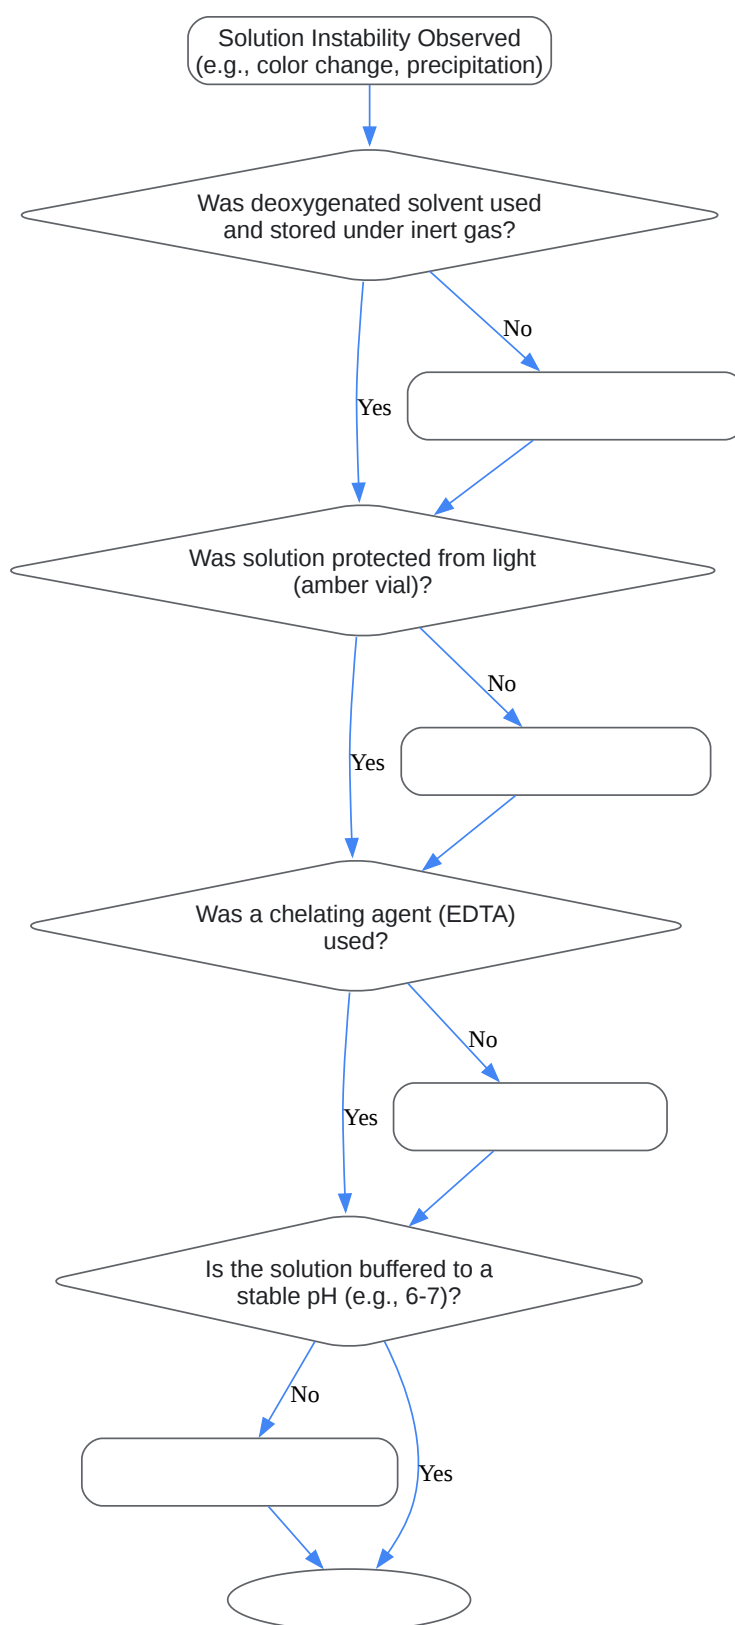 Solution Instability Observed
(e.g., color change, precipitation)
Was deoxygenated solvent used
and stored under inert gas?
No
Yes
Was solution protected from light
(amber vial)?
No
Yes
Was a chelating agent (EDTA)
used?
No
Yes
Is the solution buffered to a
stable pH (e.g., 6-7)?
No
Yes